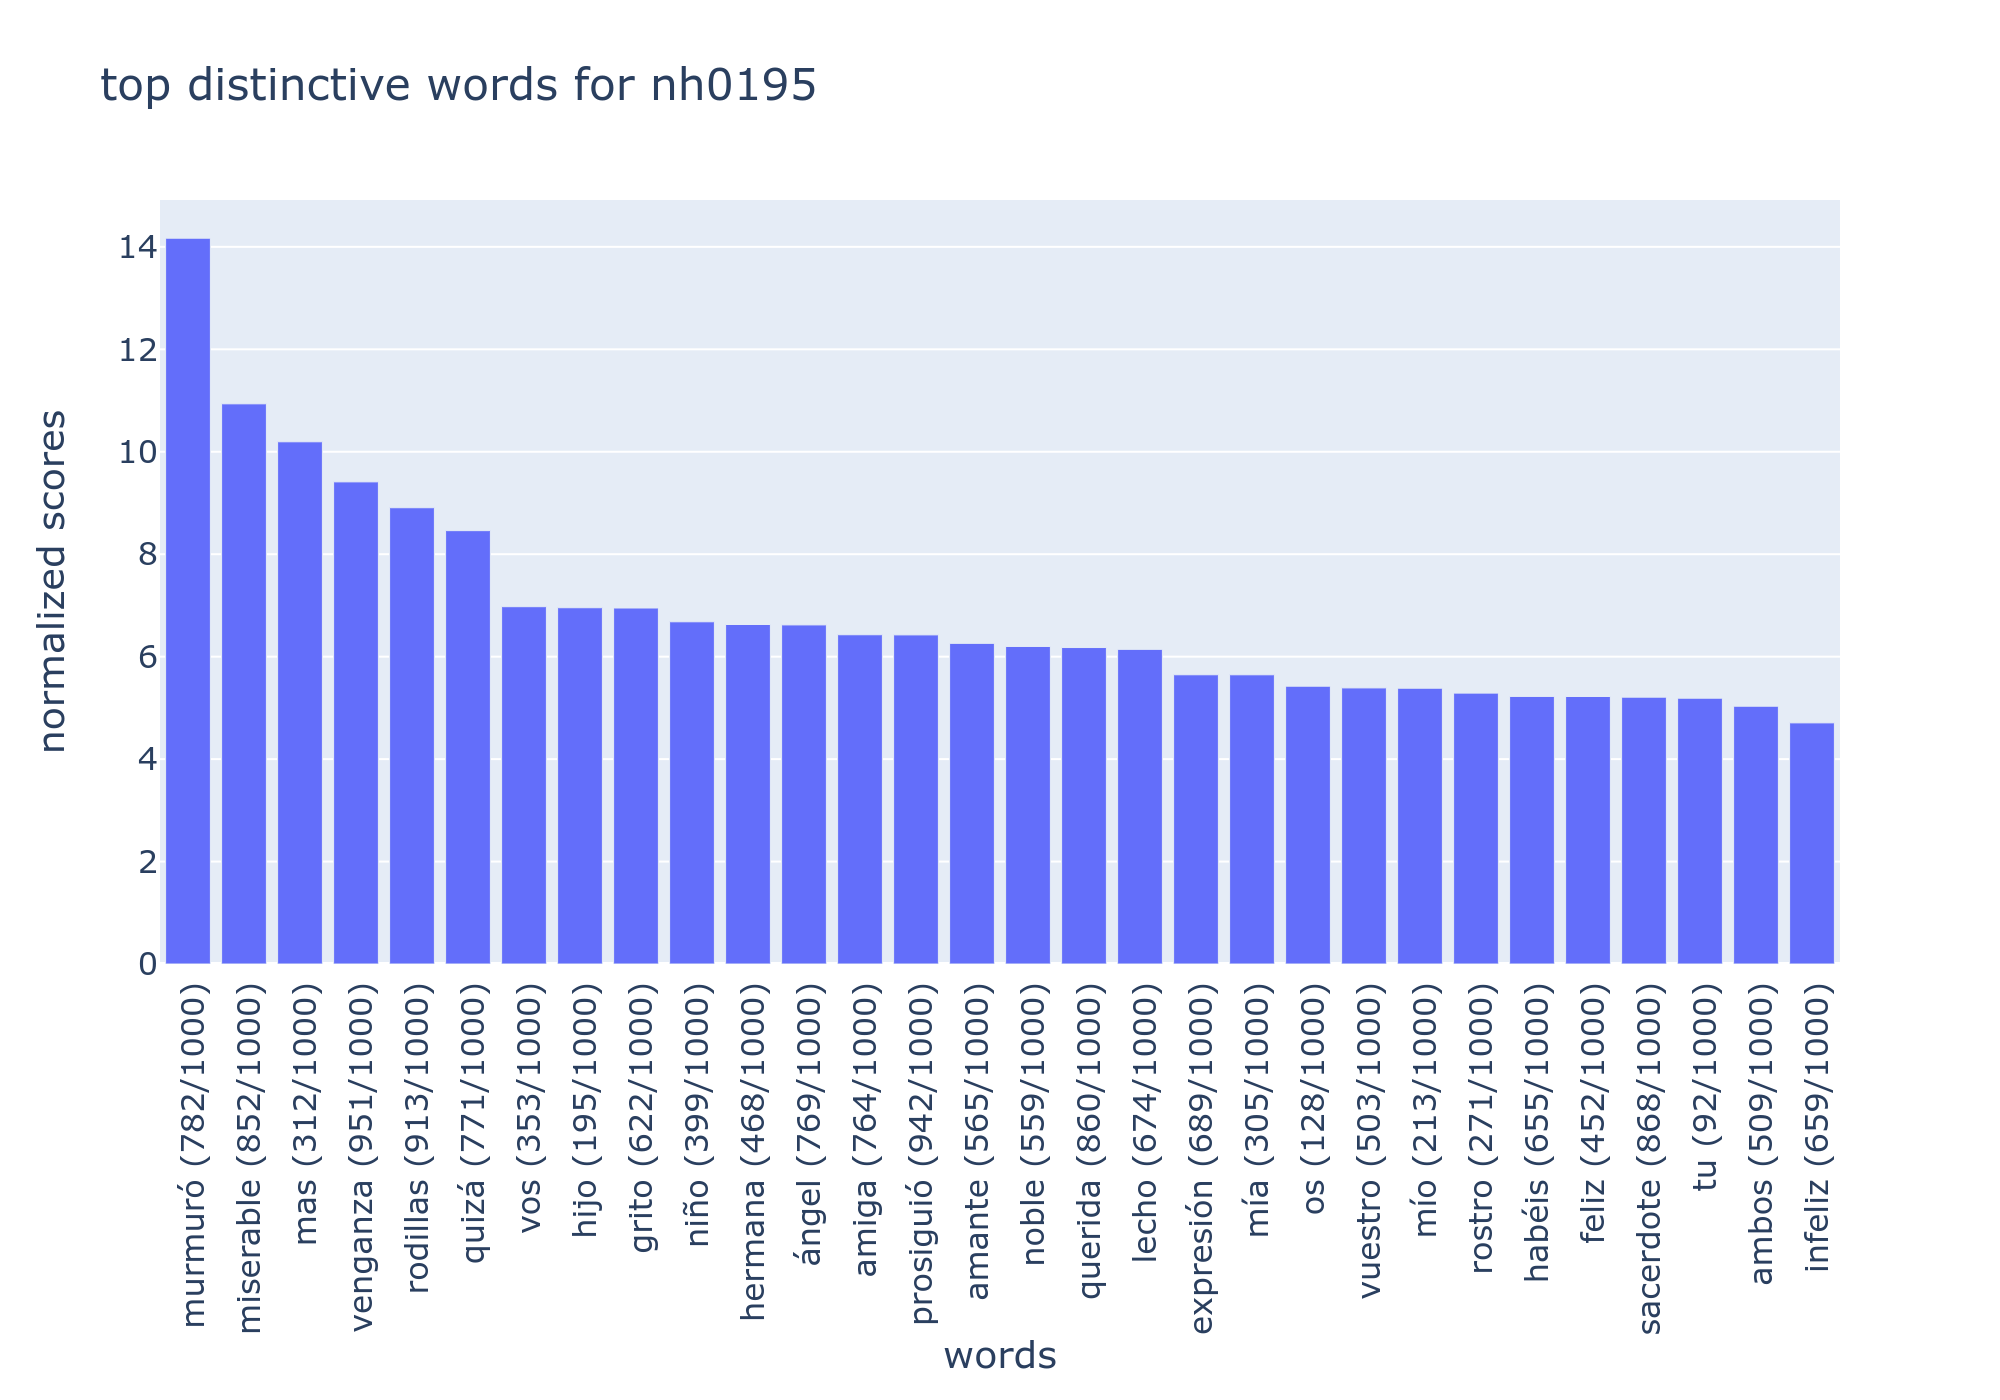 top distinctive words for nh0195
normalized scores
14
12
10
8
6
4
2
0
murmuró (782/1000)
miserable (852/1000)
mas (312/1000)
venganza (951/1000)
rodillas (913/1000)
quizá (771/1000)
vos (353/1000)
hijo (195/1000)
grito (622/1000)
niño (399/1000)
hermana (468/1000)
ángel (769/1000)
amiga (764/1000)
prosiguió (942/1000)
amante (565/1000)
noble (559/1000)
querida (860/1000)
lecho (674/1000)
expresión (689/1000)
mía (305/1000)
os (128/1000)
vuestro (503/1000)
mío (213/1000)
rostro (271/1000)
habéis (655/1000)
feliz (452/1000)
sacerdote (868/1000)
tu (92/1000)
ambos (509/1000)
infeliz (659/1000)
words